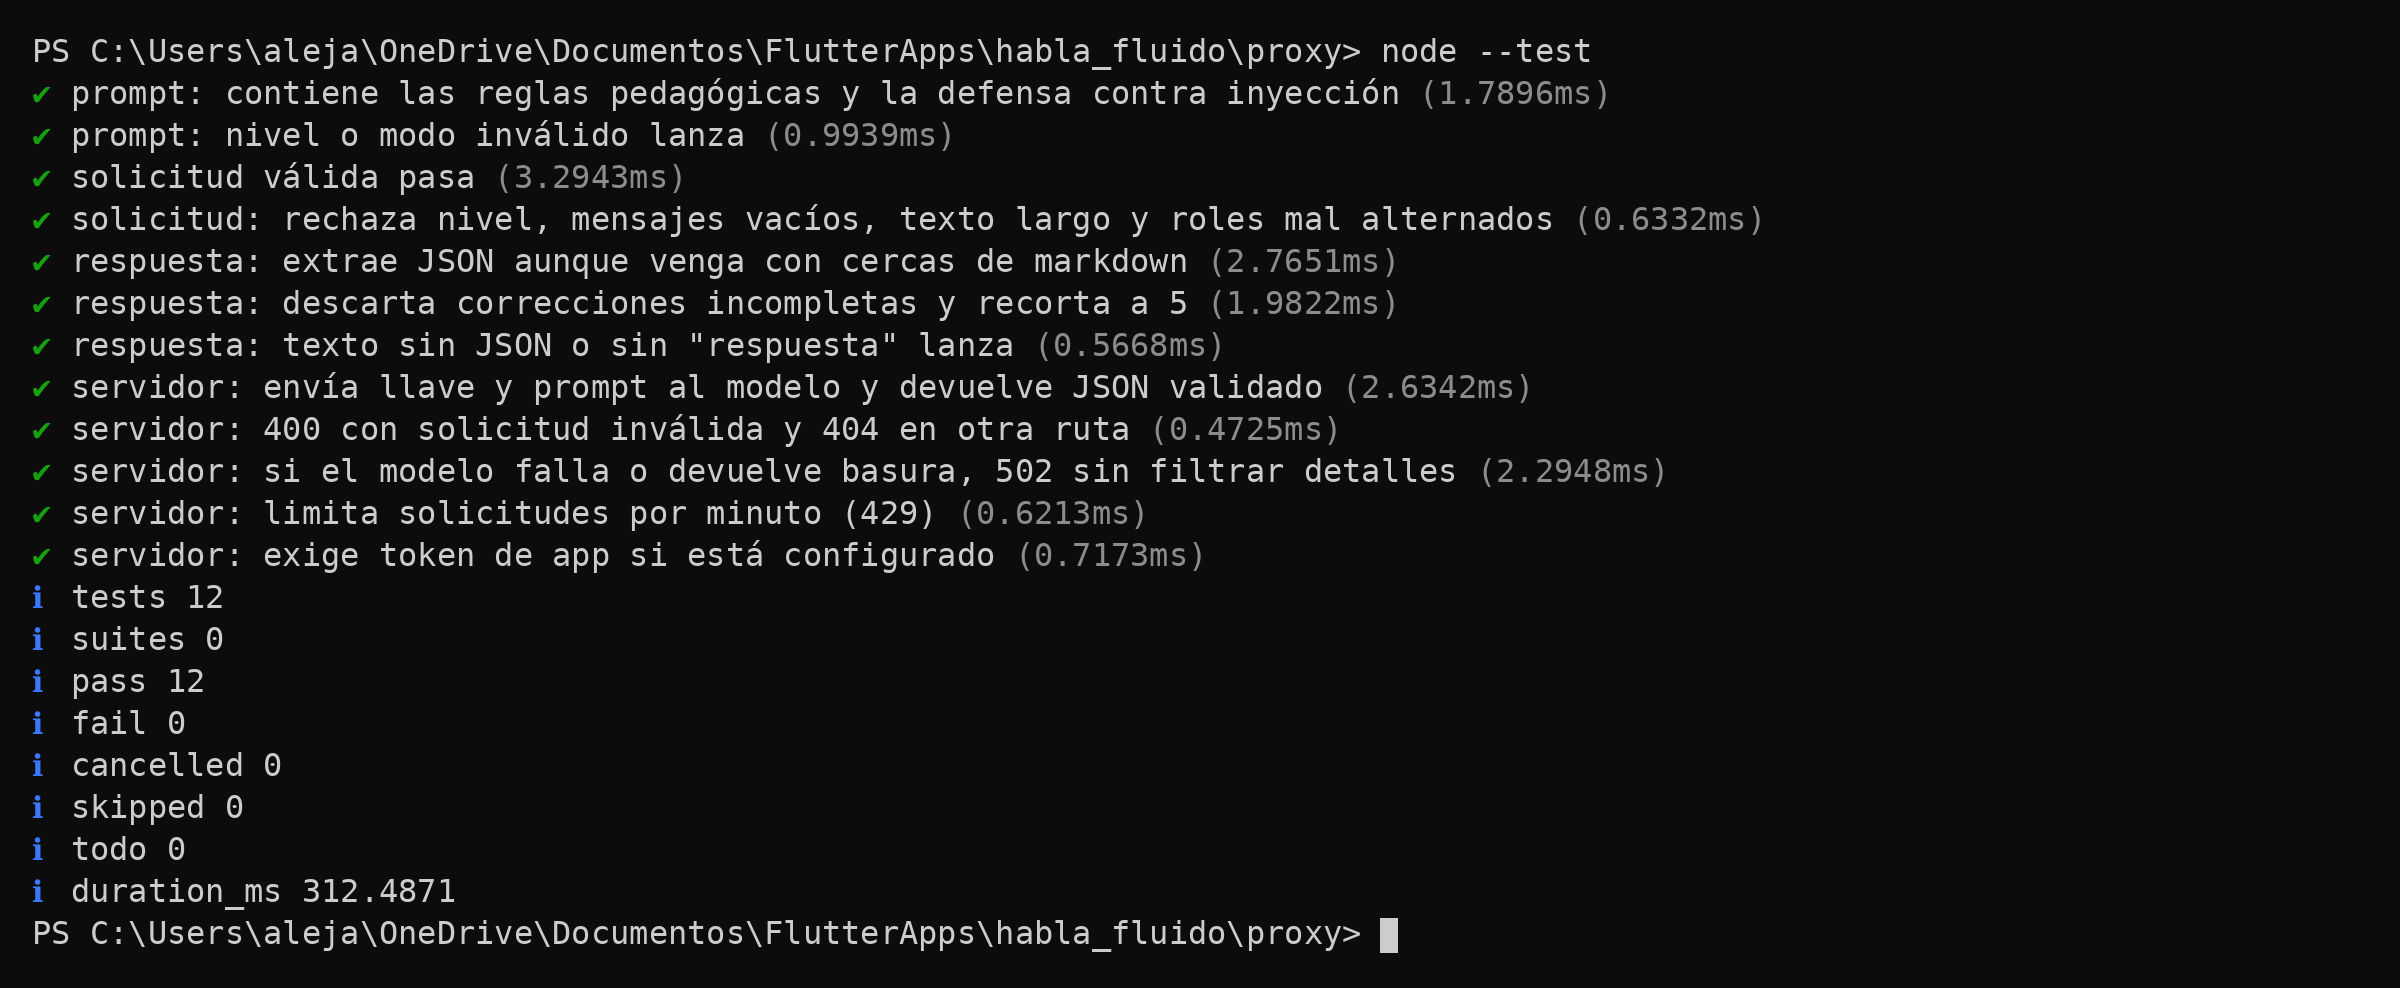 PS C:\Users\aleja\OneDrive\Documentos\FlutterApps\habla_fluido\proxy> node --test
✔ prompt: contiene las reglas pedagógicas y la defensa contra inyección (1.7896ms)
✔ prompt: nivel o modo inválido lanza (0.9939ms)
✔ solicitud válida pasa (3.2943ms)
✔ solicitud: rechaza nivel, mensajes vacíos, texto largo y roles mal alternados (0.6332ms)
✔ respuesta: extrae JSON aunque venga con cercas de markdown (2.7651ms)
✔ respuesta: descarta correcciones incompletas y recorta a 5 (1.9822ms)
✔ respuesta: texto sin JSON o sin "respuesta" lanza (0.5668ms)
✔ servidor: envía llave y prompt al modelo y devuelve JSON validado (2.6342ms)
✔ servidor: 400 con solicitud inválida y 404 en otra ruta (0.4725ms)
✔ servidor: si el modelo falla o devuelve basura, 502 sin filtrar detalles (2.2948ms)
✔ servidor: limita solicitudes por minuto (429) (0.6213ms)
✔ servidor: exige token de app si está configurado (0.7173ms)
ℹ tests 12
ℹ suites 0
ℹ pass 12
ℹ fail 0
ℹ cancelled 0
ℹ skipped 0
ℹ todo 0
ℹ duration_ms 312.4871
PS C:\Users\aleja\OneDrive\Documentos\FlutterApps\habla_fluido\proxy>